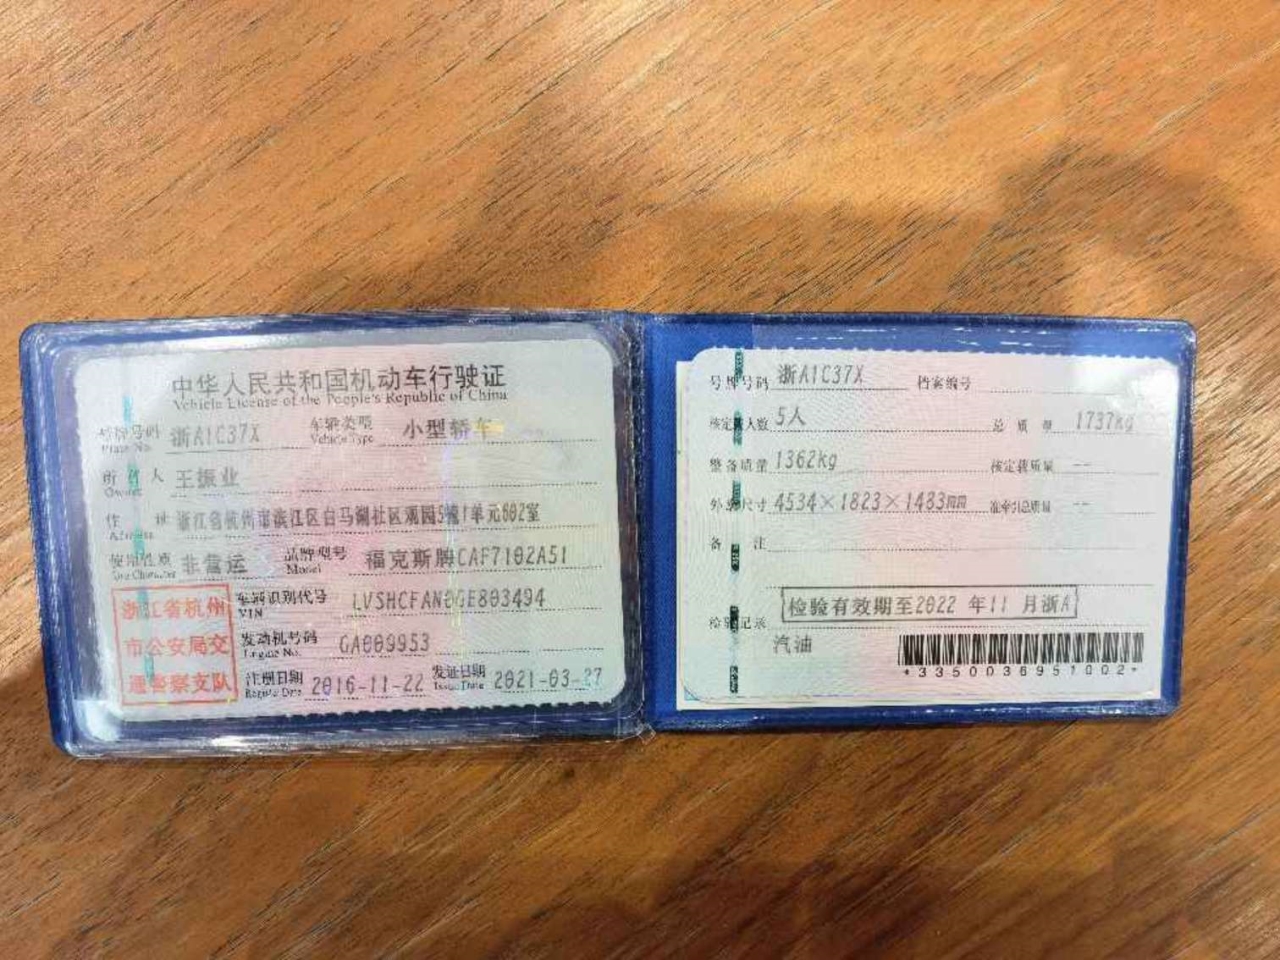 中华人民共和国机动车行驶证
Vehicle License of the People's Republic of China
号牌号码 浙A1C37X 车辆类型 小型轿车
Plate No. Vehicle Type
所有人 王振业
Owner
住 址 浙江省杭州市滨江区白马湖社区观园5幢1单元602室
Address
使用性质 非营运 品牌型号 福克斯牌CAF7102A51
Use Character Model
浙江省杭州
市公安局交
通警察支队
车辆识别代号 LVSHCFAN0GE803494
VIN
发动机号码 GA009953
Engine No.
注册日期 2016-11-22 发证日期 2021-03-27
Register Date Issue Date
号牌号码 浙A1C37X 档案编号
核定载人数 5人 总质量 1737kg
整备质量 1362kg 核定载质量 --
外廓尺寸 4534×1823×1483mm 准牵引总质量 --
备 注
检验有效期至2022 年11 月浙A
检验记录
汽油
*3350036951002*